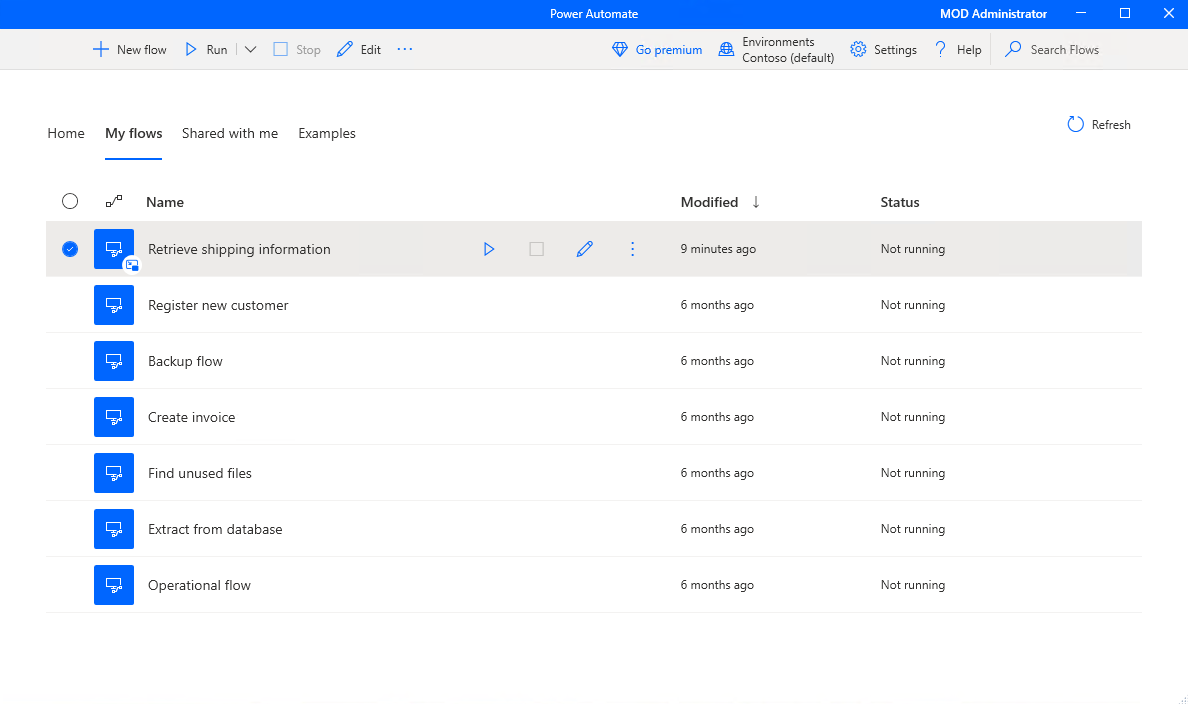 Power Automate
MOD Administrator
New flow
Run
Stop
Edit
Go premium
Environments
Contoso (default)
Settings
Help
Search Flows
Home
My flows
Shared with me
Examples
Refresh
Name
Modified
Status
Retrieve shipping information
9 minutes ago
Not running
Register new customer
6 months ago
Not running
Backup flow
6 months ago
Not running
Create invoice
6 months ago
Not running
Find unused files
6 months ago
Not running
Extract from database
6 months ago
Not running
Operational flow
6 months ago
Not running